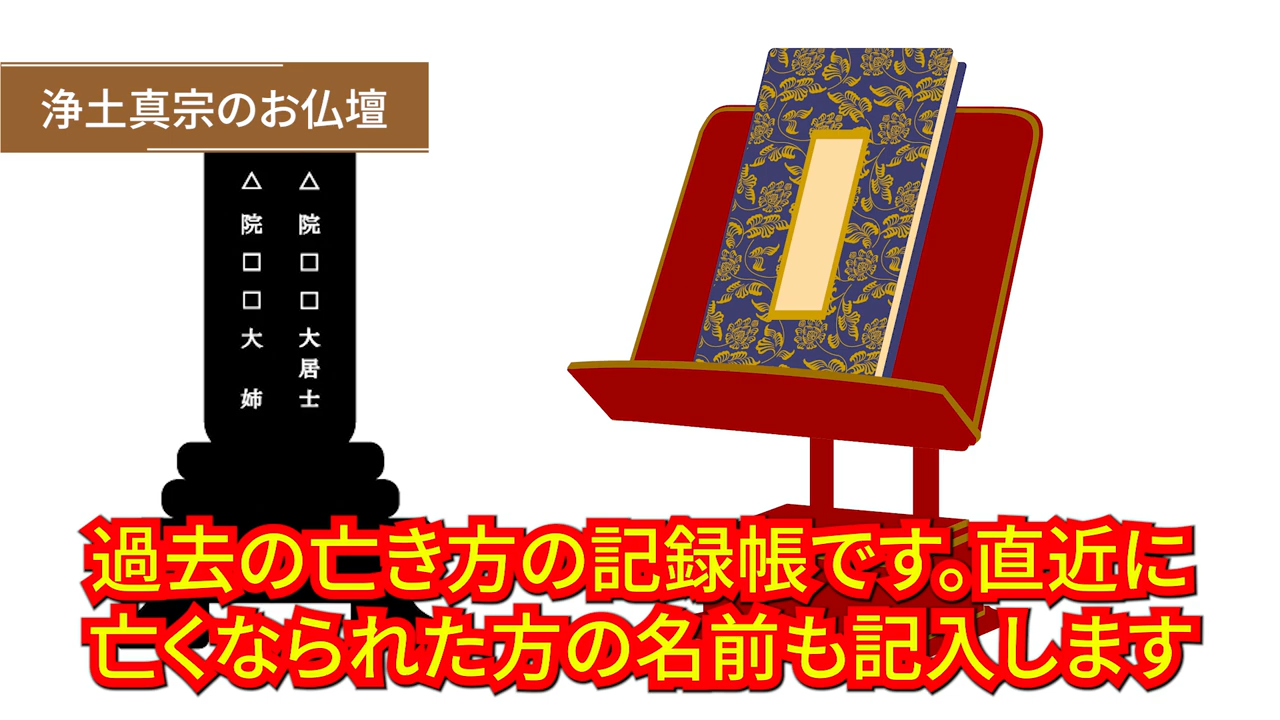 浄土真宗のお仏壇
△院□□大居士
△院□□大姉
過去の亡き方の記録帳です。直近に
亡くなられた方の名前も記入します